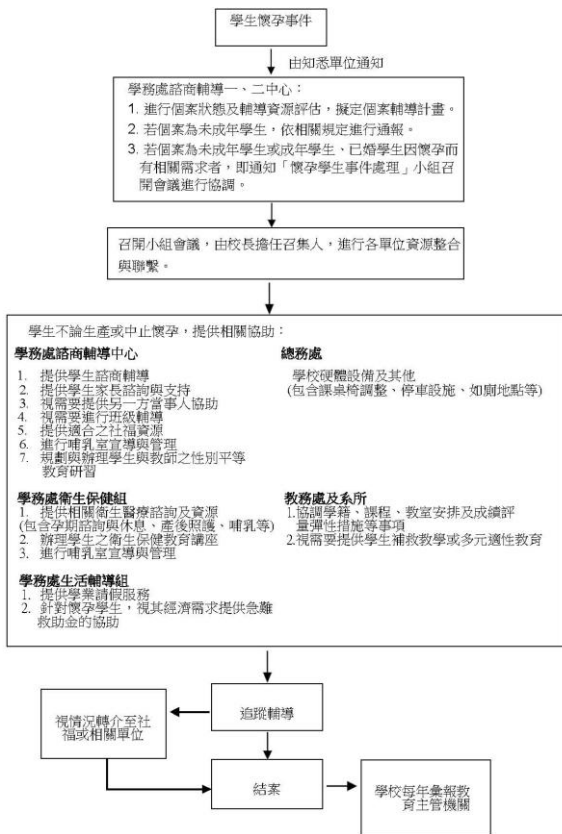 學生懷孕事件
由知悉單位通知
學務處諮商輔導一、二中心：
1. 進行個案狀態及輔導資源評估，擬定個案輔導計畫。
2. 若個案為未成年學生，依相關規定進行通報。
3. 若個案為未成年學生或成年學生、已婚學生因懷孕而
有相關需求者，即通知「懷孕學生事件處理」小組召
開會議進行協調。
召開小組會議，由校長擔任召集人，進行各單位資源整合
與聯繫。
學生不論生產或中止懷孕，提供相關協助：
學務處諮商輔導中心
1. 提供學生諮商輔導
2. 提供學生家長諮詢與支持
3. 視需要提供另一方當事人協助
4. 視需要進行班級輔導
5. 提供適合之社福資源
6. 進行哺乳室宣導與管理
7. 規劃與辦理學生與教師之性別平等
教育研習
總務處
學校硬體設備及其他
(包含課桌椅調整、停車設施、如廁地點等)
學務處衛生保健組
1. 提供相關衛生醫療諮詢及資源
(包含孕期諮詢與休息、產後照護、哺乳等)
2. 辦理學生之衛生保健教育講座
3. 進行哺乳室宣導與管理
教務處及系所
1.協調學籍、課程、教室安排及成績評
量彈性措施等事項
2.視需要提供學生補救教學或多元適性教育
學務處生活輔導組
1. 提供學業請假服務
2. 針對懷孕學生，視其經濟需求提供急難
救助金的協助
追蹤輔導
視情況轉介至社
福或相關單位
結案
學校每年彙報教
育主管機關